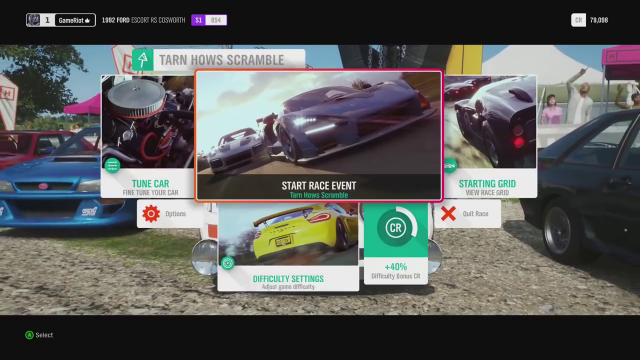 1 GameRiot 1992 FORD ESCORT RS COSWORTH S1 854 CR 79,098
TARN HOWS SCRAMBLE
TUNE CAR
FINE TUNE YOUR CAR
START RACE EVENT
Tarn Hows Scramble
STARTING GRID
VIEW RACE GRID
Options
DIFFICULTY SETTINGS
Adjust game difficulty
CR
+40%
Difficulty Bonus CR
Quit Race
A Select